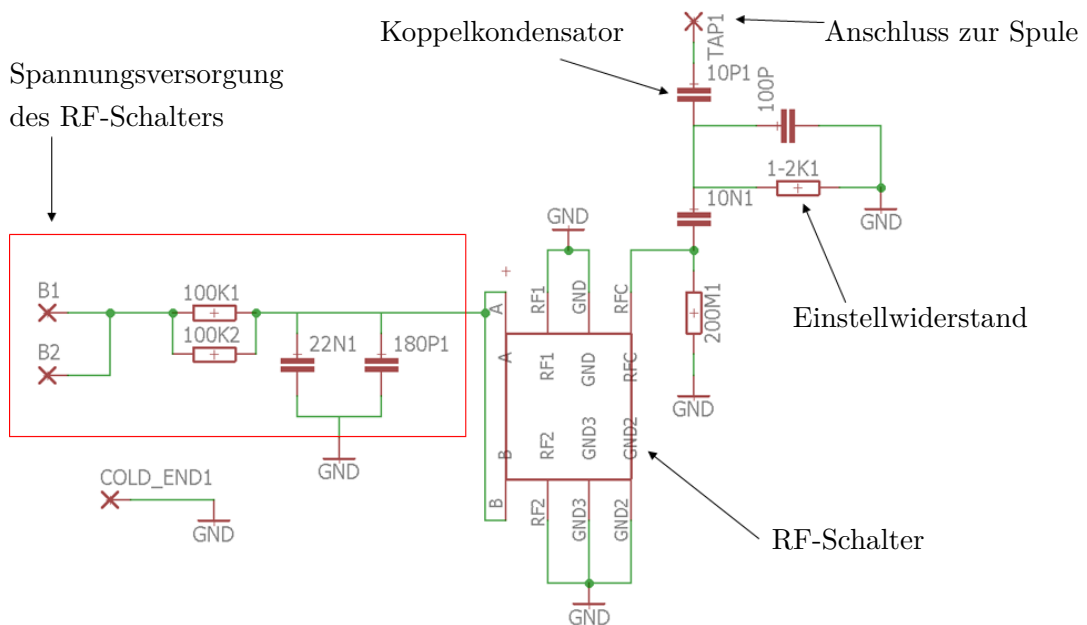 Koppelkondensator
TAP1
Anschluss zur Spule
Spannungsversorgung
des RF-Schalters
10P1
100P
1-2K1
10N1
GND
GND
RF1
GND
RFC
200M1
Einstellwiderstand
B1
100K1
A
B2
100K2
22N1
180P1
A
RF1
GND
RFC
GND
B
RF2
GND3
GND2
GND
COLD_END1
B
RF2
GND3
GND2
GND
RF-Schalter
GND